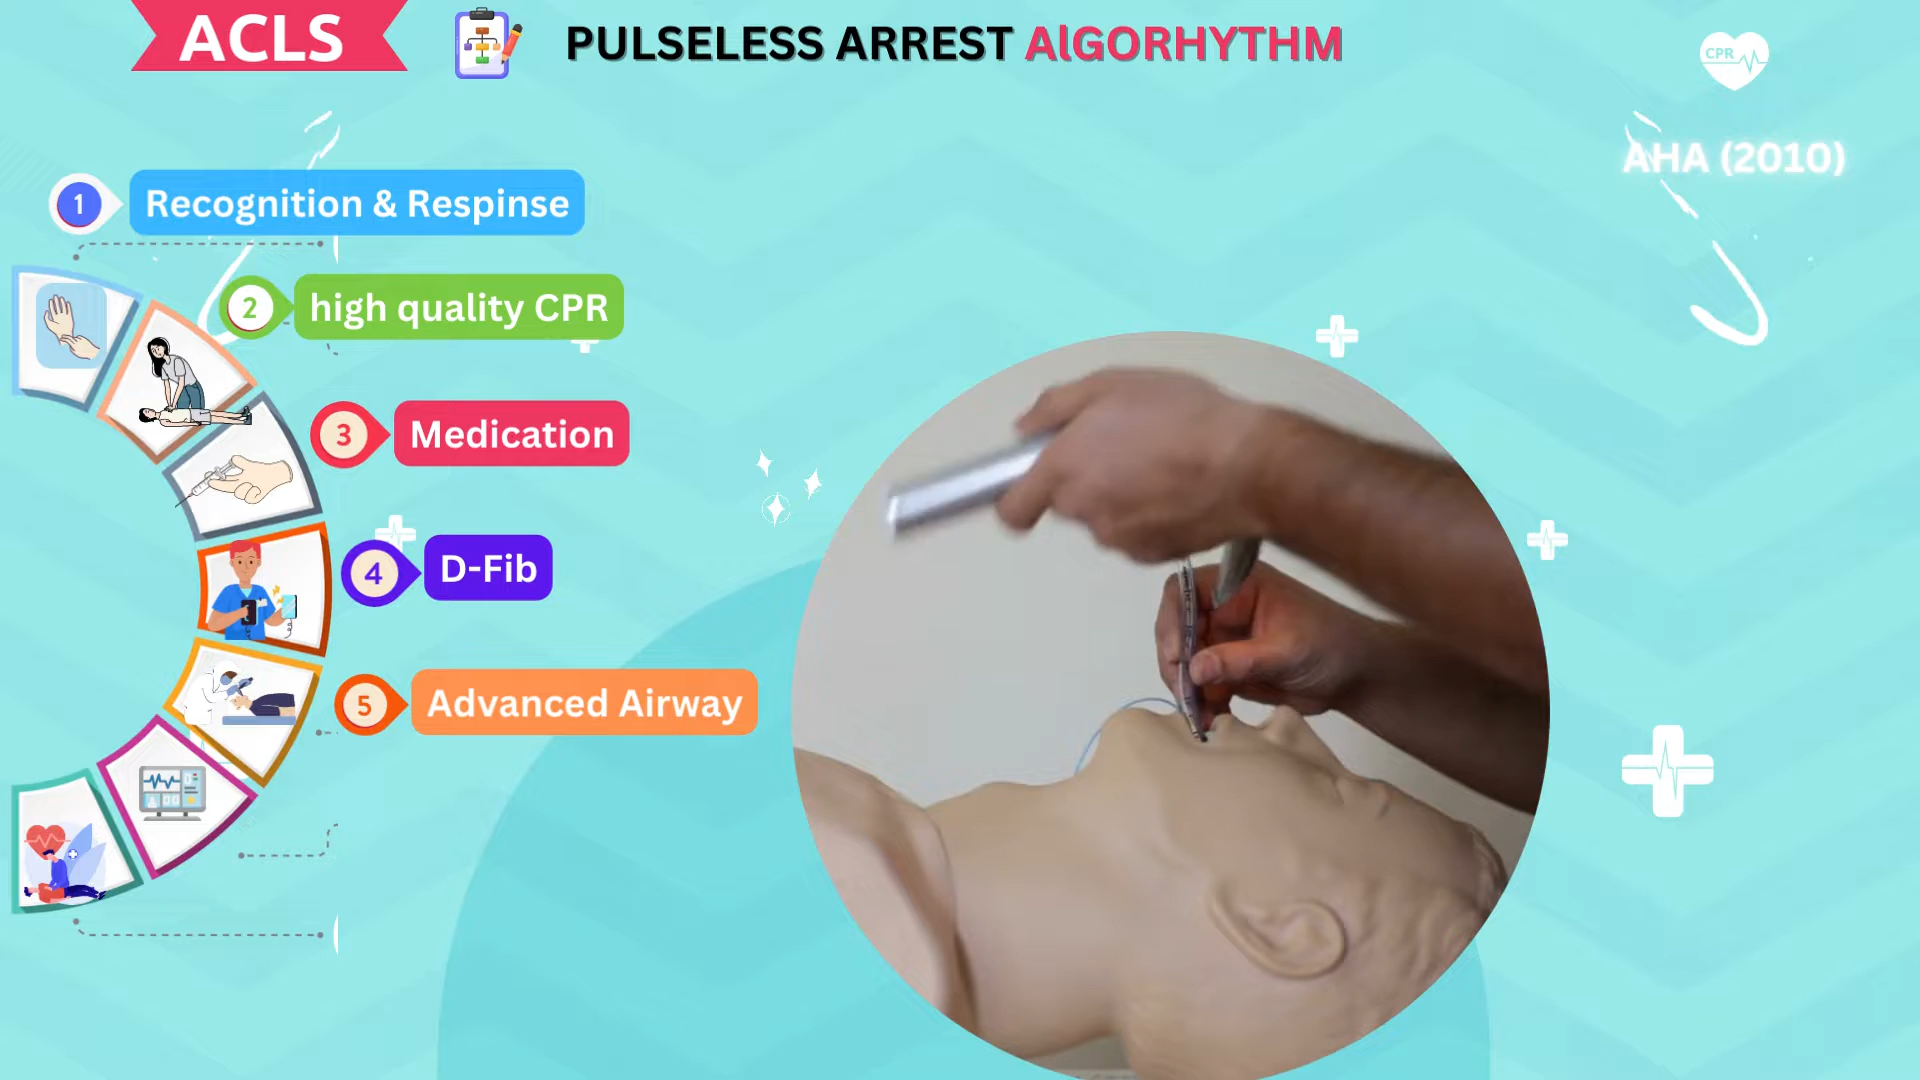 ACLS
PULSELESS ARREST AlGORHYTHM
CPR
AHA (2010)
1 Recognition & Respinse
2 high quality CPR
3 Medication
4 D-Fib
5 Advanced Airway